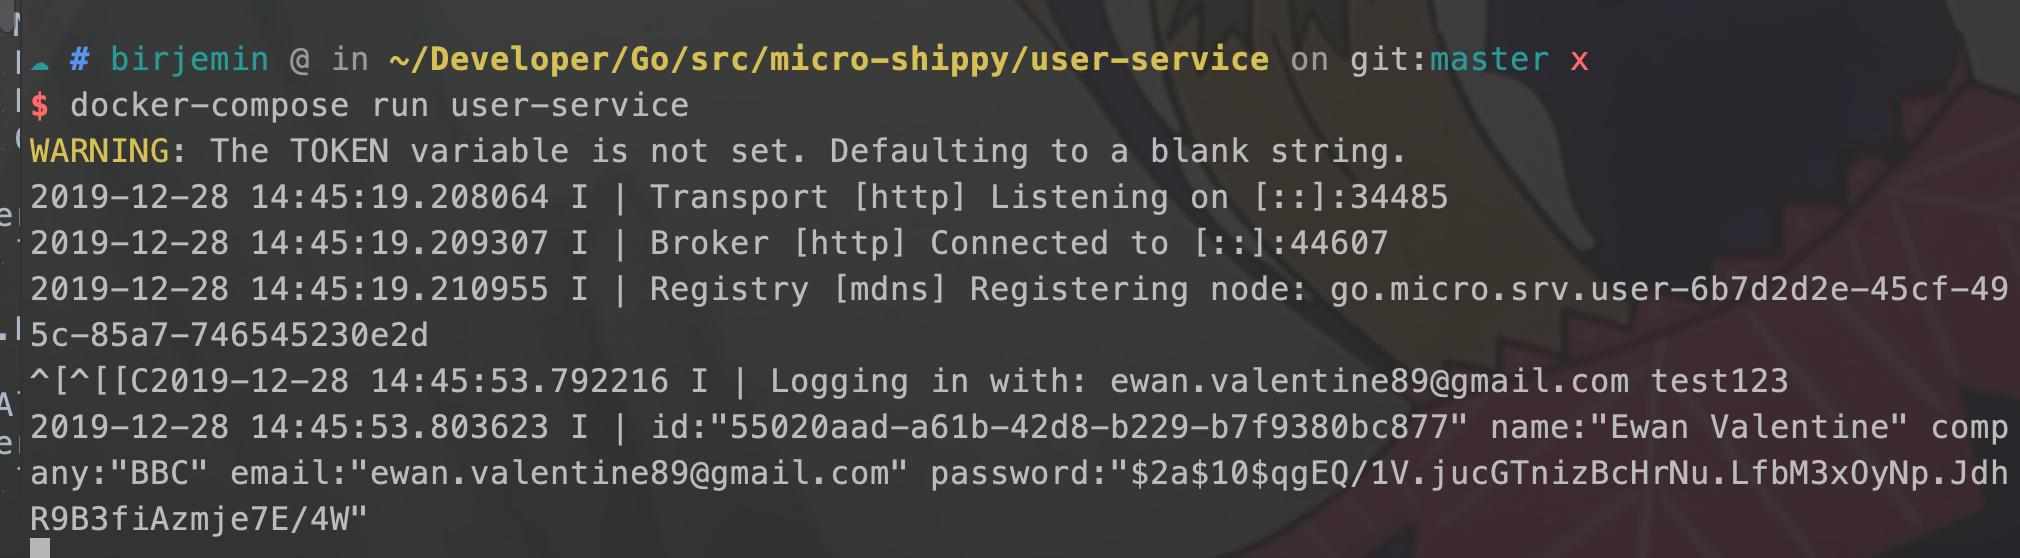 # birjemin @ in ~/Developer/Go/src/micro-shippy/user-service on git:master x
$ docker-compose run user-service
WARNING: The TOKEN variable is not set. Defaulting to a blank string.
2019-12-28 14:45:19.208064 I | Transport [http] Listening on [::]:34485
2019-12-28 14:45:19.209307 I | Broker [http] Connected to [::]:44607
2019-12-28 14:45:19.210955 I | Registry [mdns] Registering node: go.micro.srv.user-6b7d2d2e-45cf-49
5c-85a7-746545230e2d
^[^[[C2019-12-28 14:45:53.792216 I | Logging in with: ewan.valentine89@gmail.com test123
2019-12-28 14:45:53.803623 I | id:"55020aad-a61b-42d8-b229-b7f9380bc877" name:"Ewan Valentine" comp
any:"BBC" email:"ewan.valentine89@gmail.com" password:"$2a$10$qgEQ/1V.jucGTnizBcHrNu.LfbM3xOyNp.Jdh
R9B3fiAzmje7E/4W"